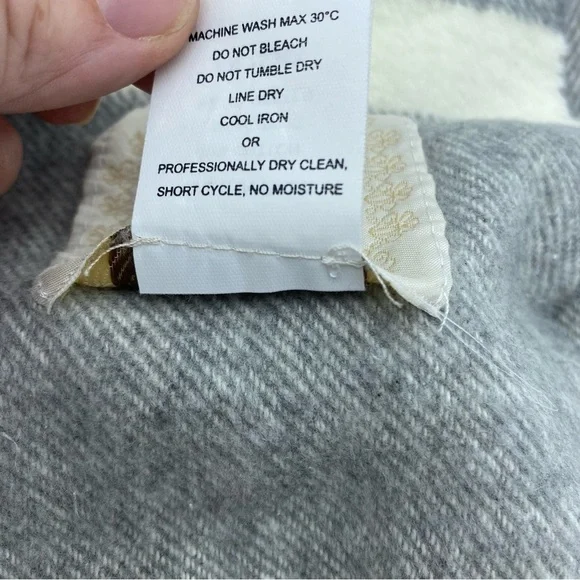 MACHINE WASH MAX 30°C
DO NOT BLEACH
DO NOT TUMBLE DRY
LINE DRY
COOL IRON
OR
PROFESSIONALLY DRY CLEAN,
SHORT CYCLE, NO MOISTURE